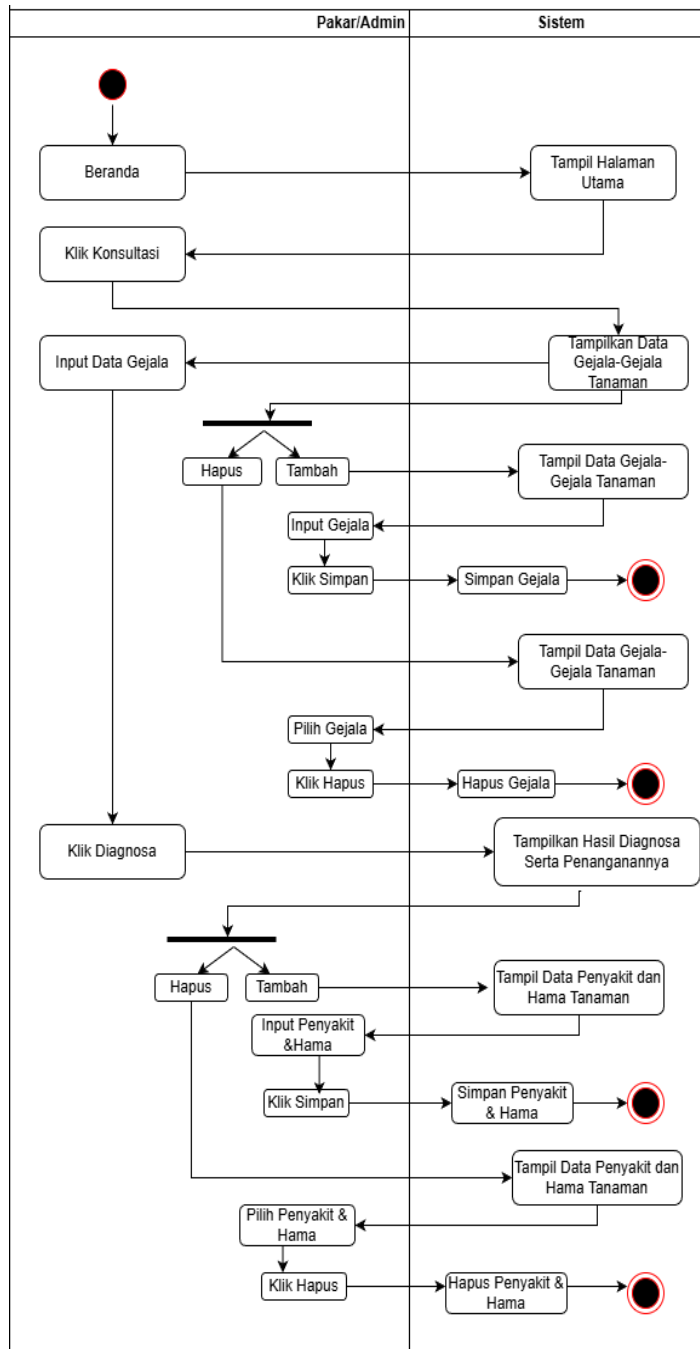 Pakar/Admin
Sistem
Beranda
Tampil Halaman
Utama
Klik Konsultasi
Input Data Gejala
Tampilkan Data
Gejala-Gejala
Tanaman
Hapus
Tambah
Tampil Data Gejala-
Gejala Tanaman
Input Gejala
Klik Simpan
Simpan Gejala
Tampil Data Gejala-
Gejala Tanaman
Pilih Gejala
Klik Hapus
Hapus Gejala
Klik Diagnosa
Tampilkan Hasil Diagnosa
Serta Penanganannya
Hapus
Tambah
Tampil Data Penyakit dan
Hama Tanaman
Input Penyakit
&Hama
Klik Simpan
Simpan Penyakit
& Hama
Tampil Data Penyakit dan
Hama Tanaman
Pilih Penyakit &
Hama
Klik Hapus
Hapus Penyakit &
Hama